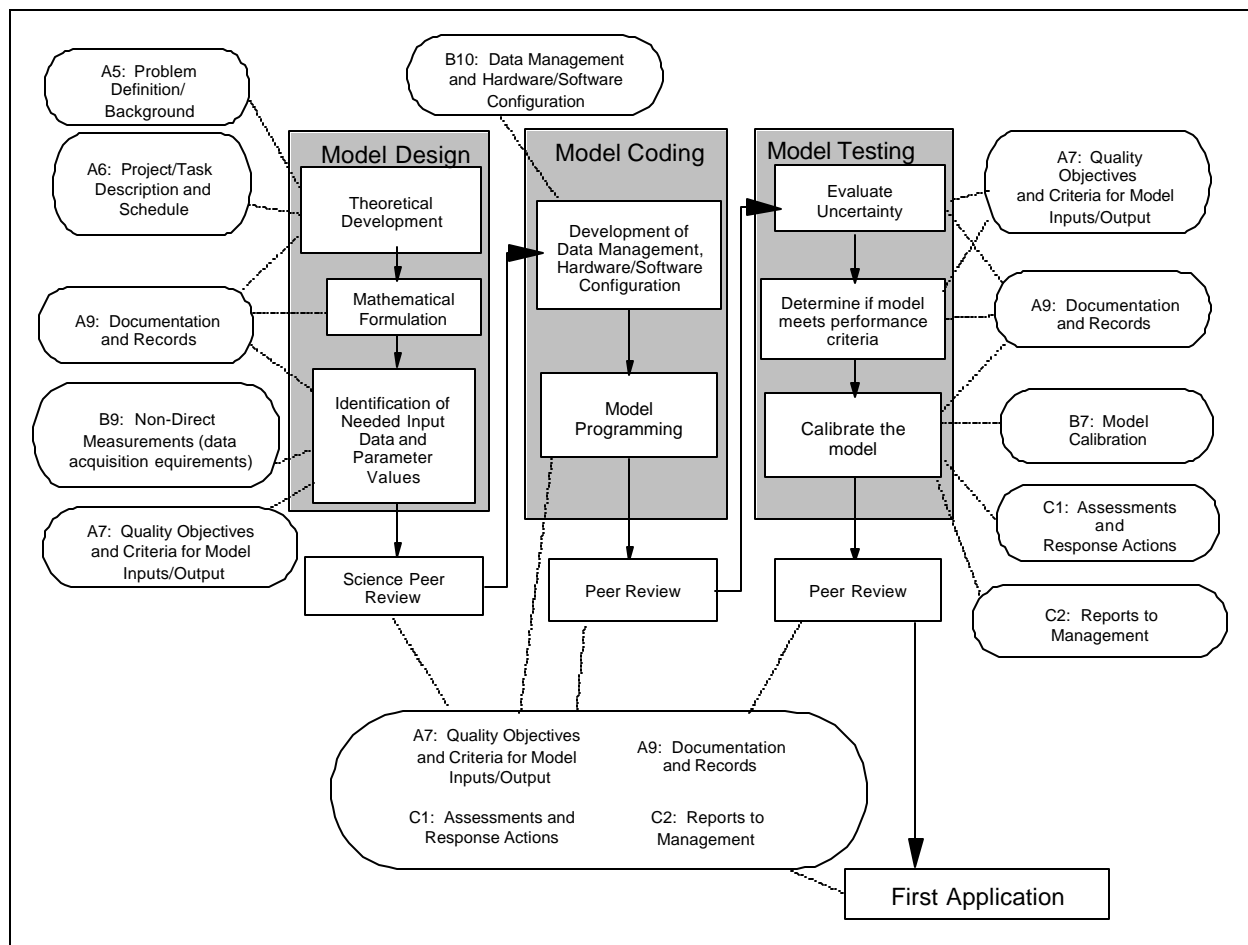 A5: Problem
Definition/
Background
A6: Project/Task
Description and
Schedule
A9: Documentation
and Records
B9: Non-Direct
Measurements (data
acquisition equirements)
A7: Quality Objectives
and Criteria for Model
Inputs/Output
B10: Data Management
and Hardware/Software
Configuration
Model Design
Theoretical
Development
Mathematical
Formulation
Identification of
Needed Input
Data and
Parameter
Values
Science Peer
Review
Model Coding
Development of
Data Management,
Hardware/Software
Configuration
Model
Programming
Peer Review
Model Testing
Evaluate
Uncertainty
Determine if model
meets performance
criteria
Calibrate the
model
Peer Review
A7: Quality
Objectives
and Criteria for Model
Inputs/Output
A9: Documentation
and Records
B7: Model
Calibration
C1: Assessments
and
Response Actions
C2: Reports to
Management
A7: Quality Objectives
and Criteria for Model
Inputs/Output
A9: Documentation
and Records
C1: Assessments and
Response Actions
C2: Reports to
Management
First Application